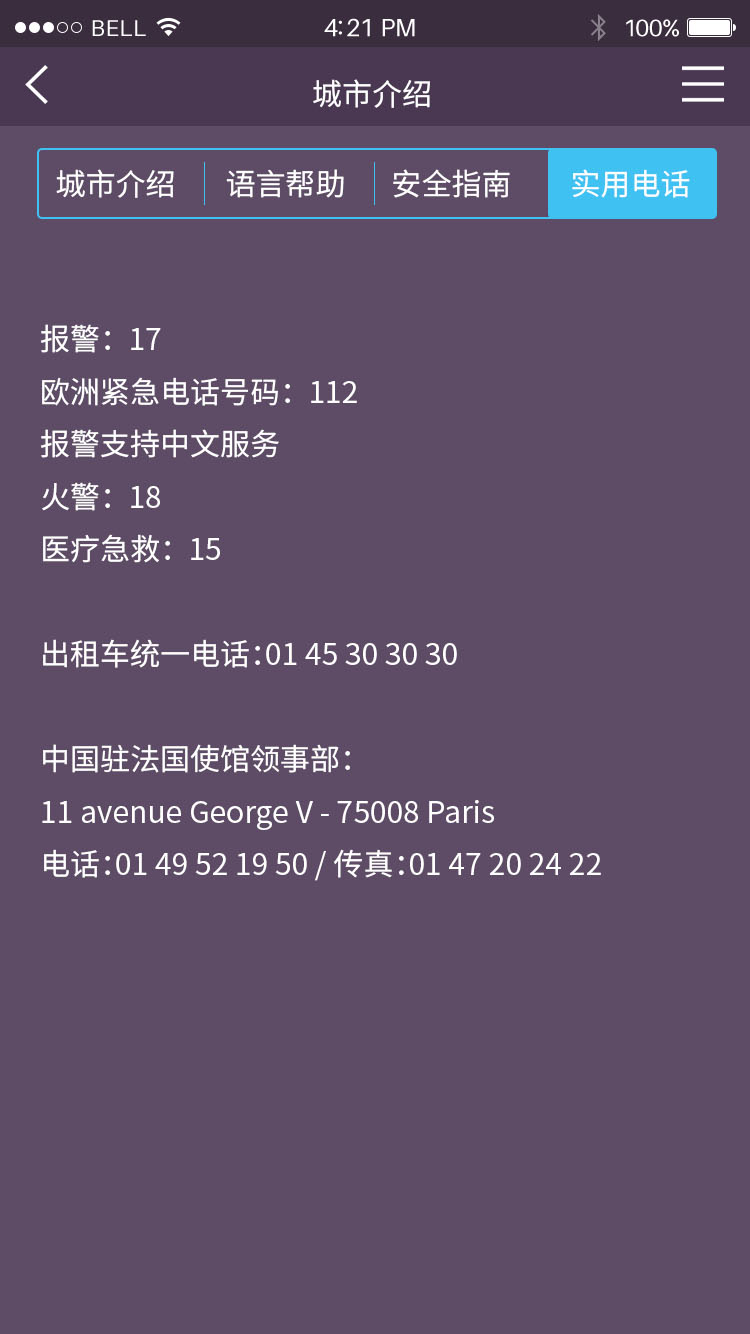 BELL 4:21 PM 100%
城市介绍
城市介绍 语言帮助 安全指南 实用电话
报警：17
欧洲紧急电话号码：112
报警支持中文服务
火警：18
医疗急救：15
出租车统一电话:01 45 30 30 30
中国驻法国使馆领事部：
11 avenue George V - 75008 Paris
电话:01 49 52 19 50 / 传真:01 47 20 24 22